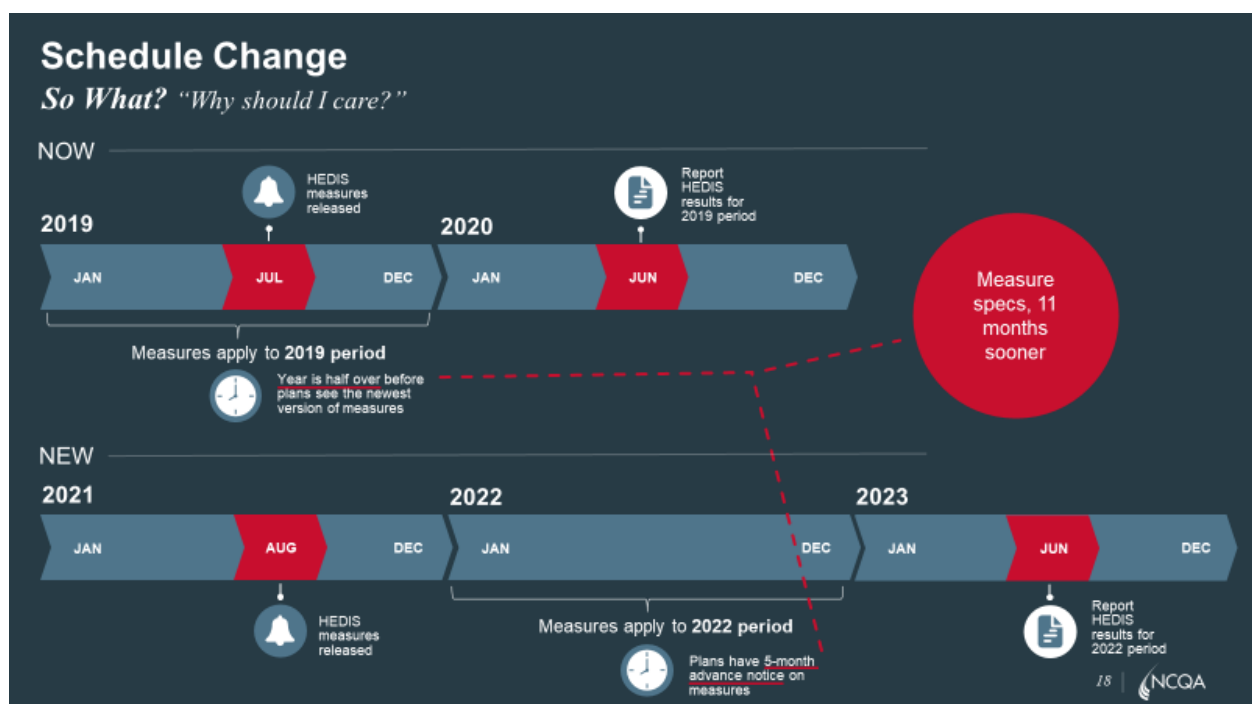 Schedule Change
So What? “Why should I care?”
NOW
HEDIS
measures
released
Report
HEDIS
results for
2019 period
2019
2020
JAN
JUL
DEC
JAN
JUN
DEC
Measures apply to 2019 period
Year is half over before
plans see the newest
version of measures
Measure
specs, 11
months
sooner
NEW
2021
2022
2023
JAN
AUG
DEC
JAN
DEC
JAN
JUN
DEC
HEDIS
measures
released
Measures apply to 2022 period
Plans have 5-month
advance notice on
measures
Report
HEDIS
results for
2022 period
18
NCQA